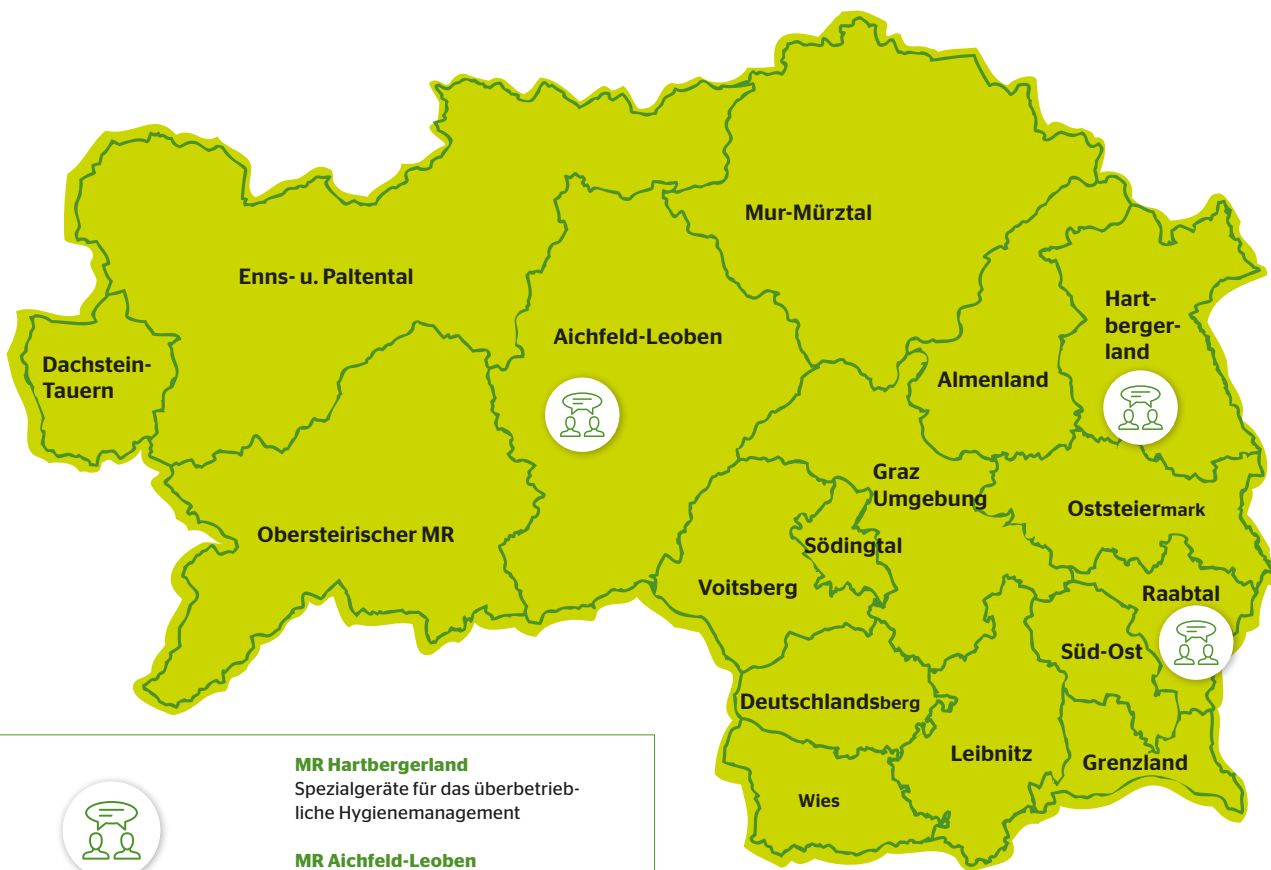 Mur-Mürztal
Enns- u. Paltental
Hart-
berger-
land
Aichfeld-Leoben
Dachstein-
Tauern
Almenland
Graz
Umgebung
Oststeiermark
Obersteirischer MR
Södingtal
Voitsberg
Raabtal
Süd-Ost
Deutschlandsberg
Leibnitz
Grenzland
Wies
MR Hartbergerland
Spezialgeräte für das überbetrieb-
liche Hygienemanagement
MR Aichfeld-Leoben